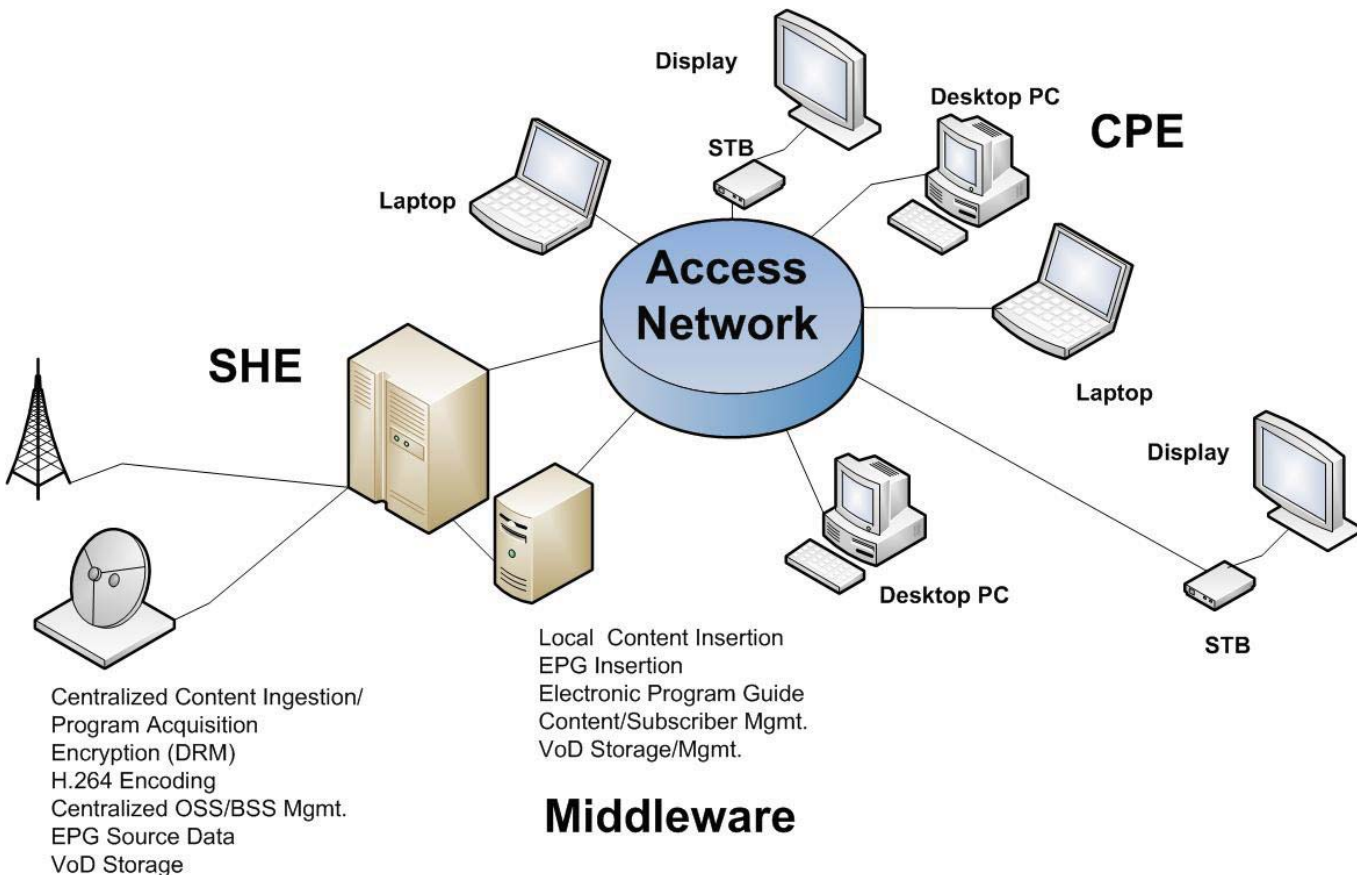 Display
Desktop PC
CPE
STB
Laptop
Access
Network
SHE
Laptop
Display
Desktop PC
STB
Local  Content Insertion
EPG Insertion
Electronic Program Guide
Content/Subscriber Mgmt.
VoD Storage/Mgmt.
Middleware
Centralized Content Ingestion/
Program Acquisition
Encryption (DRM)
H.264 Encoding
Centralized OSS/BSS Mgmt.
EPG Source Data
VoD Storage